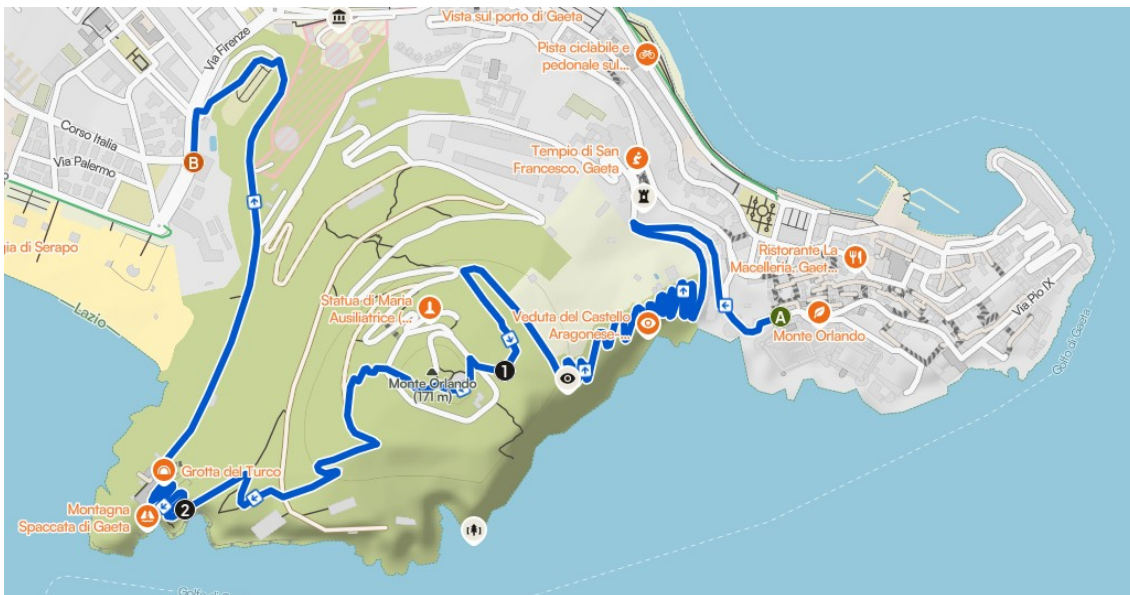 Vista sul porto di Gaeta
Via Firenze
Pista ciclabile e
pedonale sul...
Corso Italia
B
Via Palermo
Tempio di San
Francesco, Gaeta
gia di Serapo
Lazio
Ristorante La
Macelleria, Gaet...
Via Pio IX
Statua di Maria
Ausiliatrice (...
Veduta del Castello
Aragonese-...
A
Monte Orlando
Golfo di Gaeta
1
Monte Orlando
(171 m)
Grotta del Turco
2
Montagna
Spaccata di Gaeta